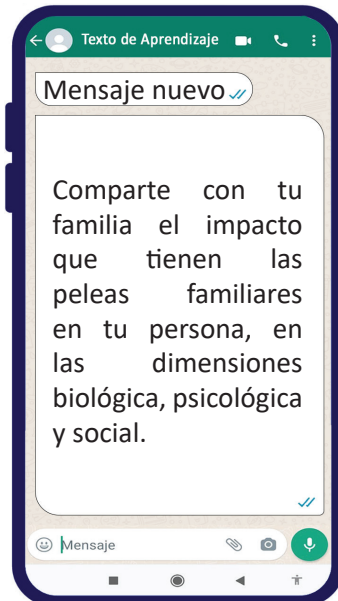 Texto de Aprendizaje
Mensaje nuevo
Comparte con tu
familia el impacto
que tienen las
peleas familiares
en tu persona, en
las dimensiones
biológica, psicológica
y social.
Mensaje